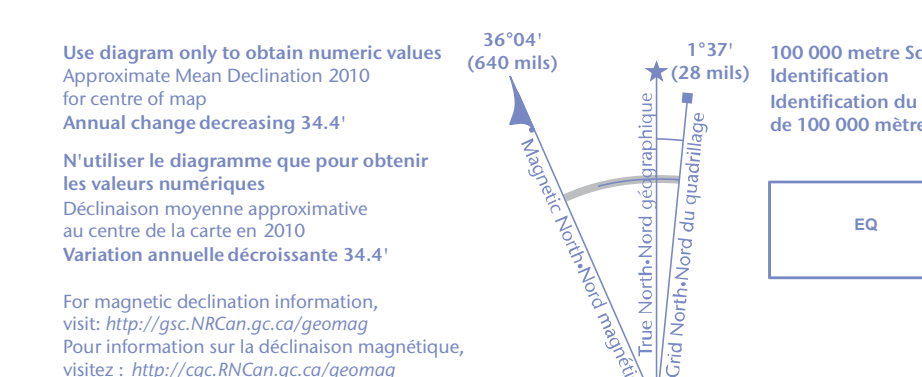 Use diagram only to obtain numeric values
Approximate Mean Declination 2010
for centre of map
Annual change decreasing 34.4'
N'utiliser le diagramme que pour obtenir
les valeurs numériques
Déclinaison moyenne approximative
au centre de la carte en 2010
Variation annuelle décroissante 34.4'
For magnetic declination information,
visit: http://gsc.NRCan.gc.ca/geomag
Pour information sur la déclinaison magnétique,
visitez : http://cgc.RNCan.gc.ca/geomag
36°04'
(640 mils)
1°37'
(28 mils)
Magnetic North•Nord magnéti
True North•Nord géographique
Grid North•Nord du quadrillage
100 000 metre
Identification
Identification du
de 100 000 mètre
EQ